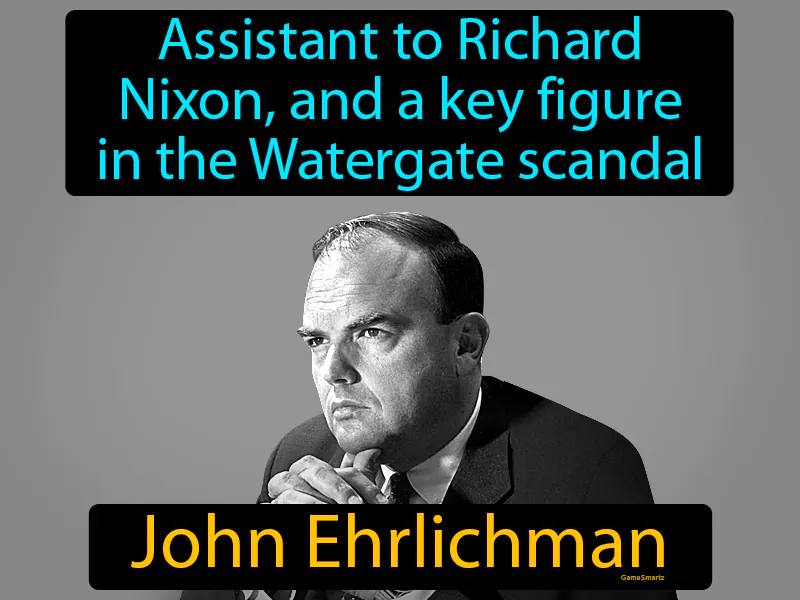 Assistant to Richard
Nixon, and a key figure
in the Watergate scandal
John Ehrlichman
GameSmartz